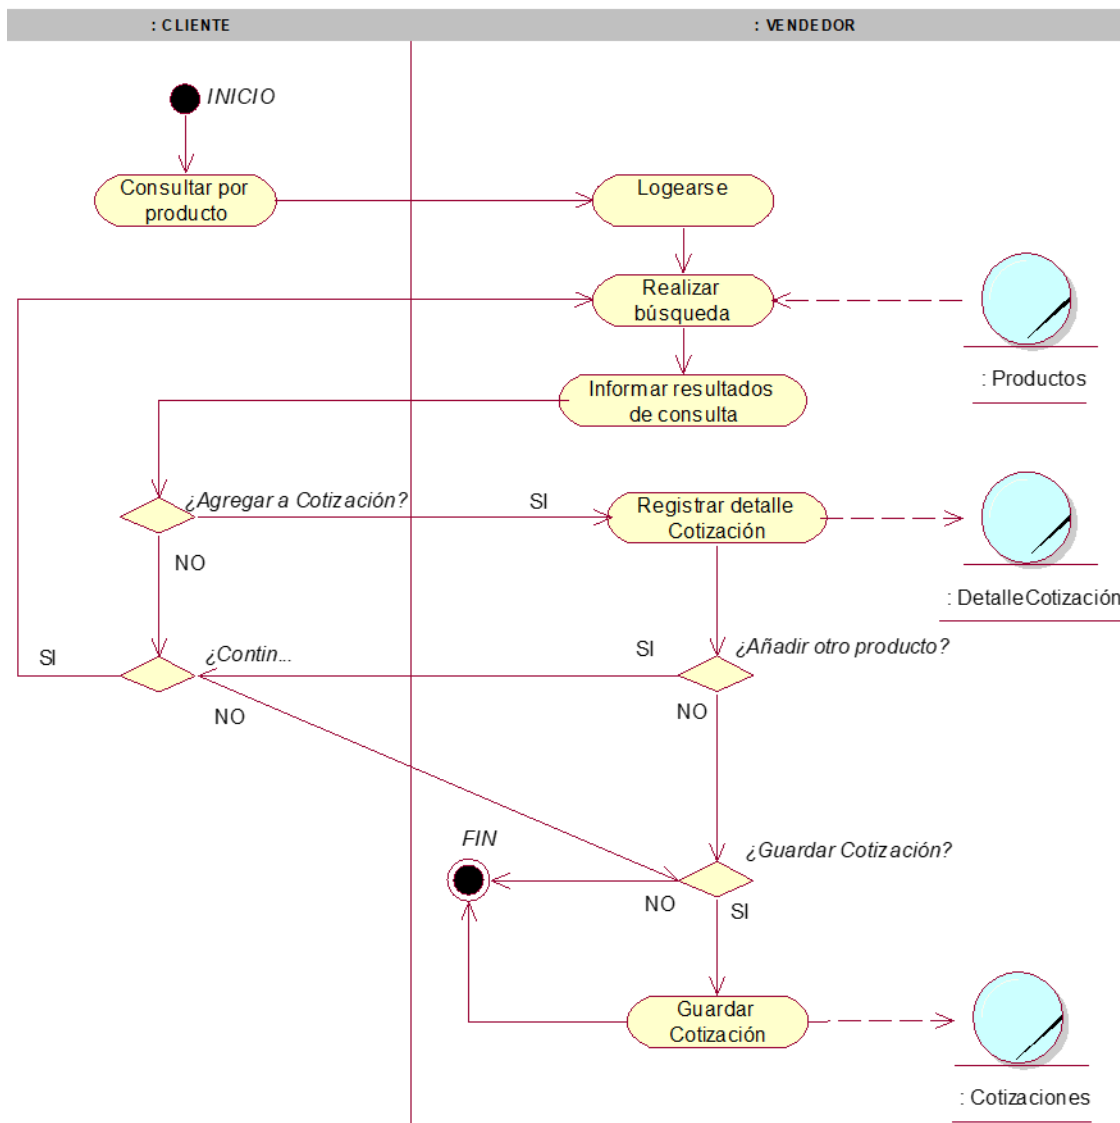 : CLIENTE
: VENDEDOR
INICIO
Consultar por
producto
Logearse
Realizar
búsqueda
: Productos
Informar resultados
de consulta
¿Agregar a Cotización?
SI
Registrar detalle
Cotización
NO
: DetalleCotización
SI
¿Contin...
SI
¿Añadir otro producto?
NO
NO
FIN
¿Guardar Cotización?
NO
SI
Guardar
Cotización
: Cotizaciones